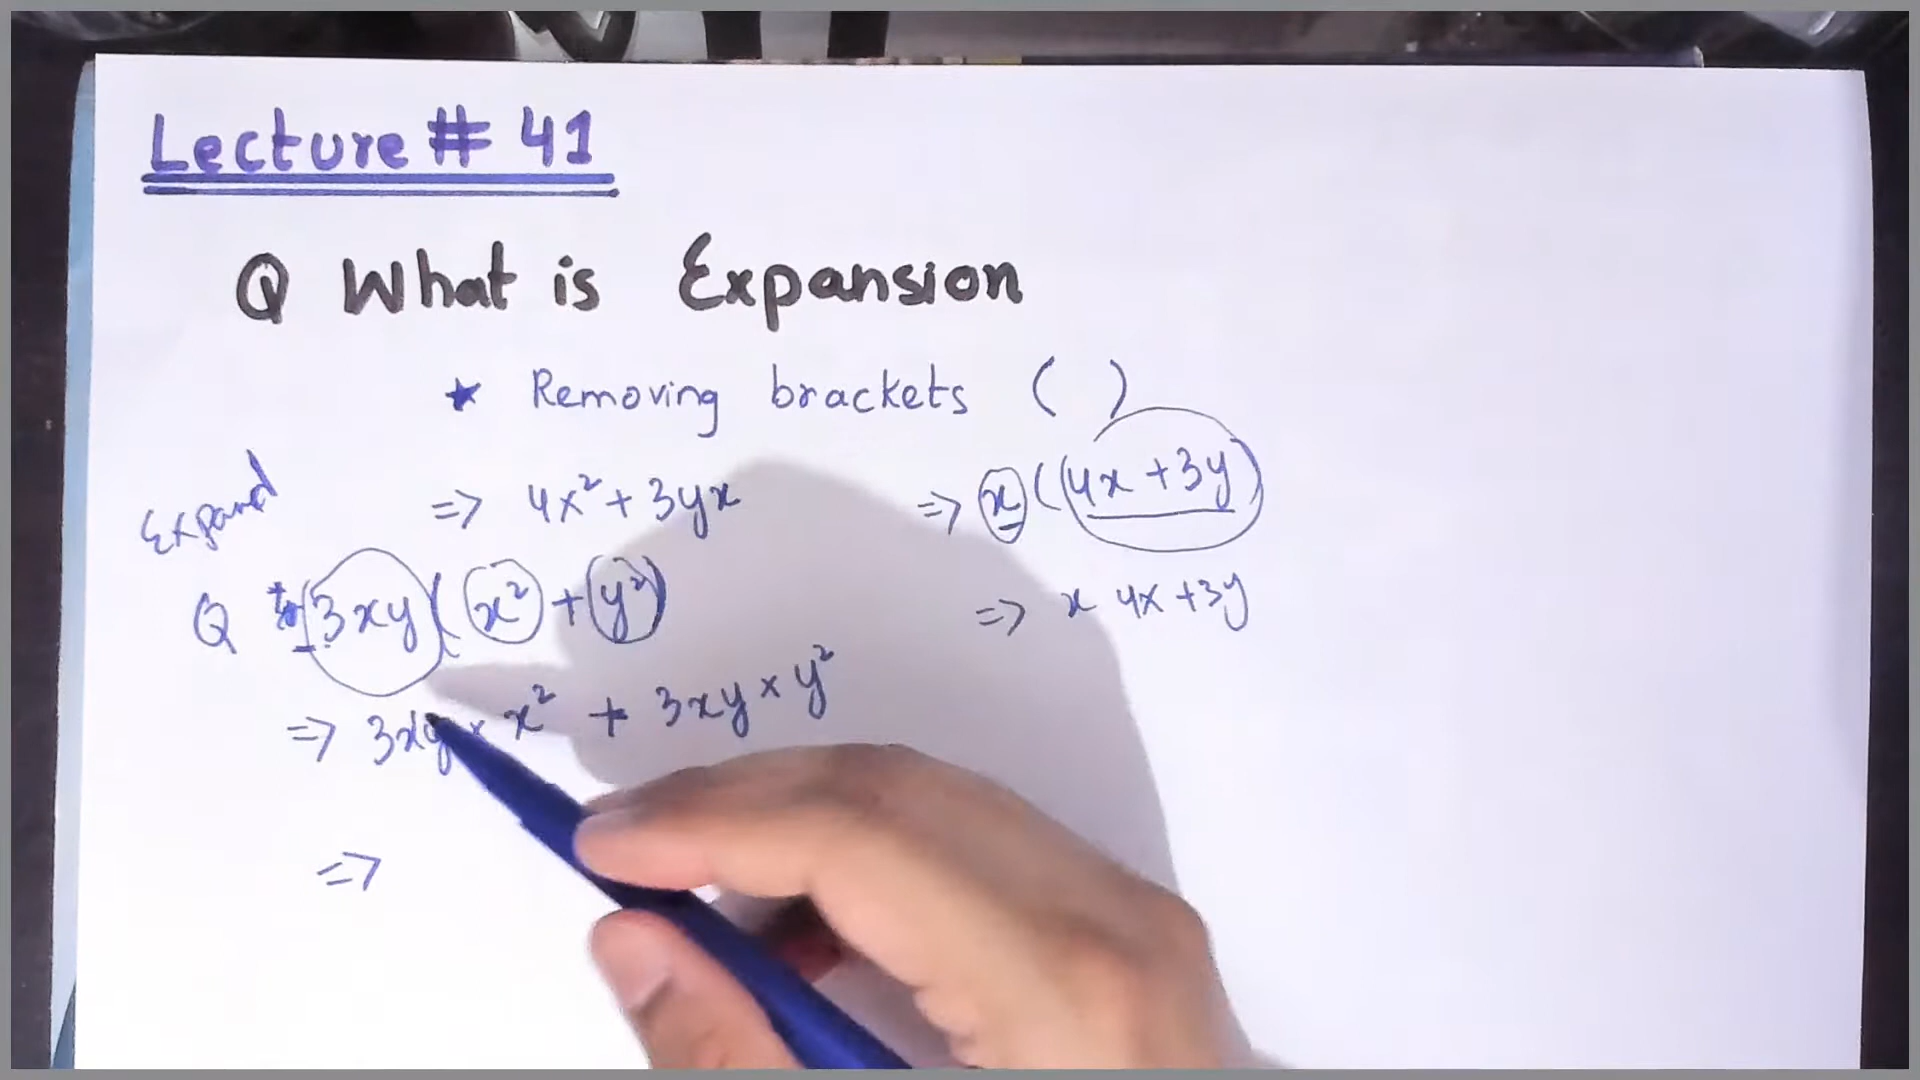 Lecture # 41
Q What is Expansion
★ Removing brackets ( )
Expand
=> 4x² + 3yx
=> x (4x + 3y)
Q 3xy (x² + y²)
=> x 4x + 3y
=> 3xy × x² + 3xy × y²
=>